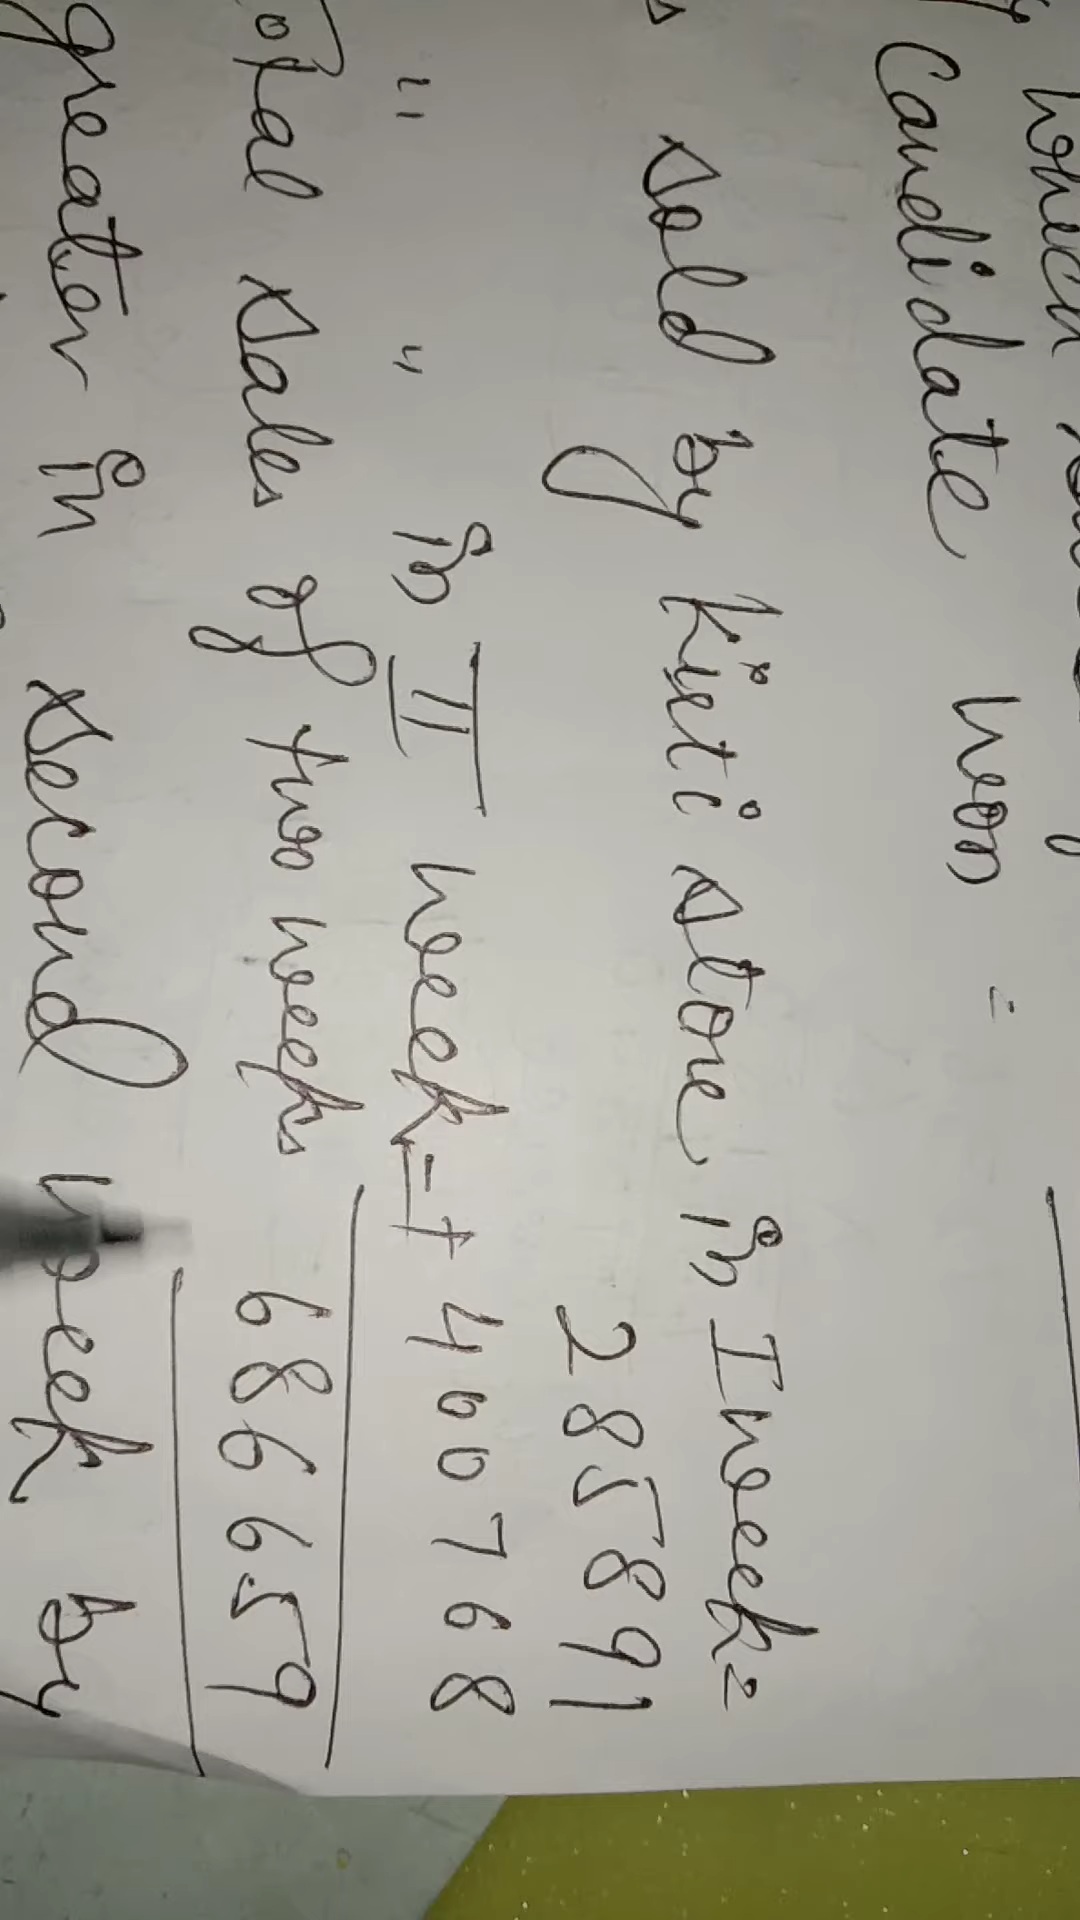 which
Candidate won =
s sold by kirti store in I week =
285891
" " in II week = + 400768
Total sales of two weeks 686659
greater in second week by